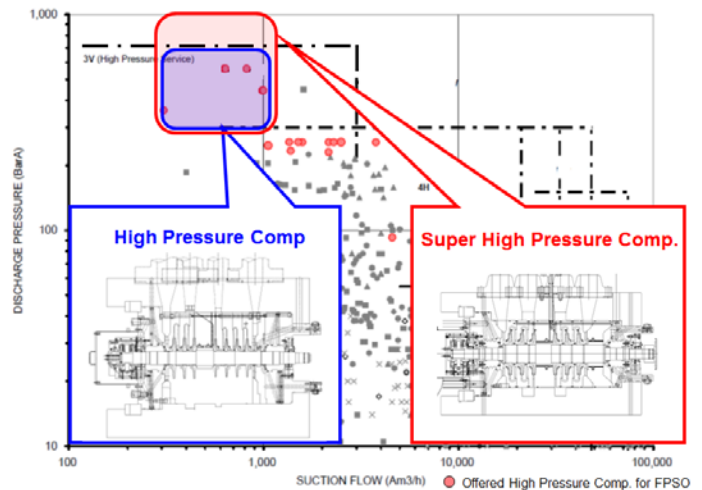 1,000
3V (High Pressure Service)
4H
DISCHARGE PRESSURE (BarA)
100
High Pressure Comp
Super High Pressure Comp.
10
100
1,000
10,000
100,000
SUCTION FLOW (Am3/h)
Offered High Pressure Comp. for FPSO